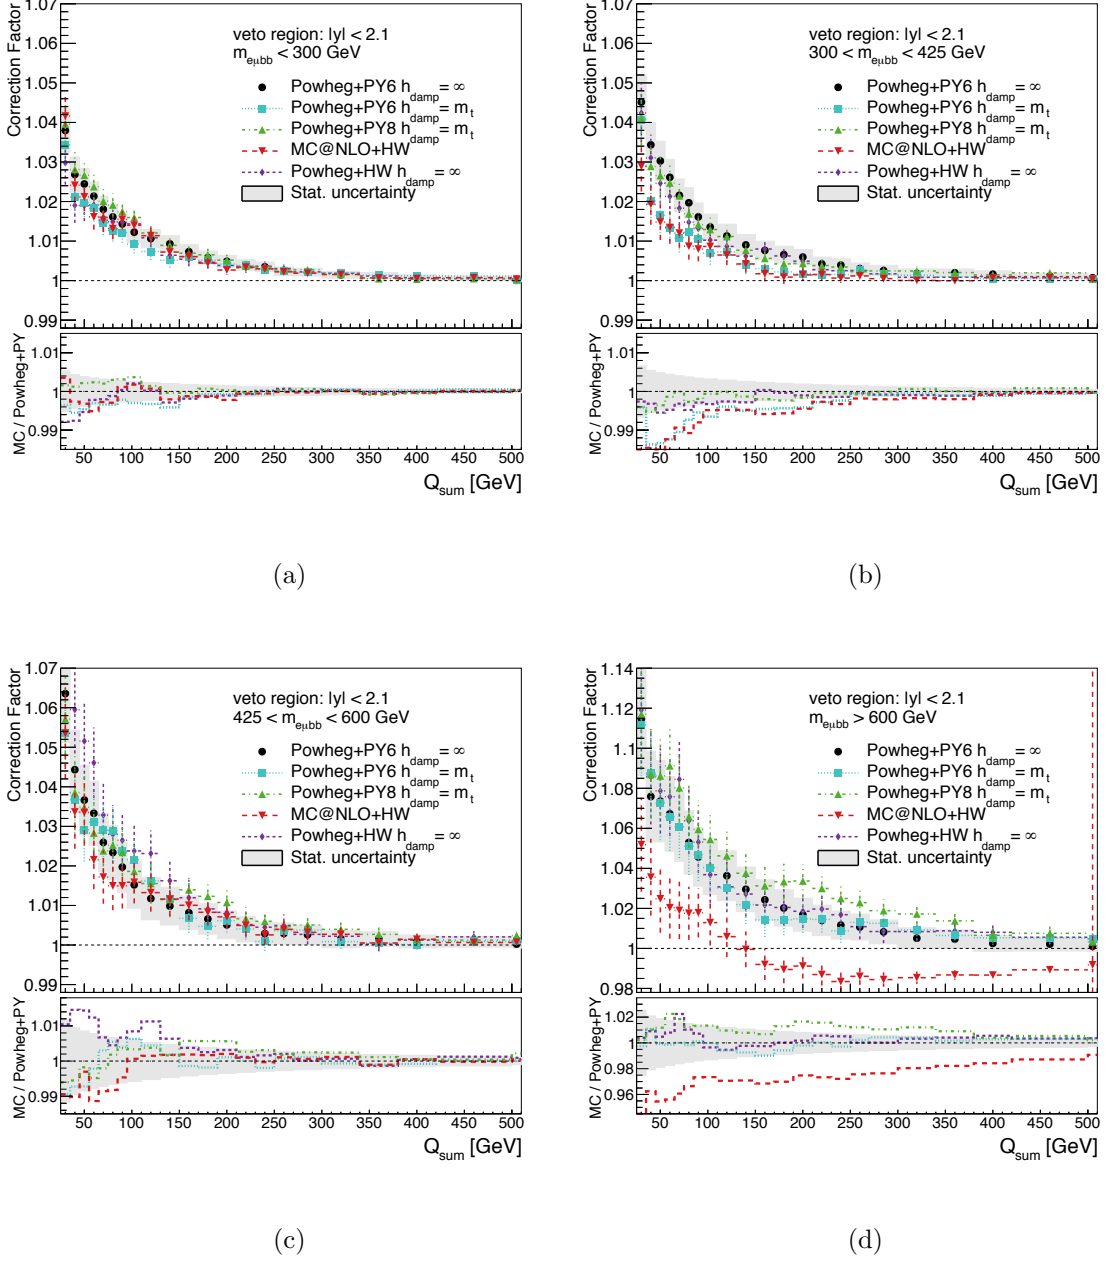 1.07
1.06
1.05
1.04
1.03
1.02
1.01
1
0.99
Correction Factor
veto region: |y| < 2.1
m_eμbb < 300 GeV
Powheg+PY6 h_damp = ∞
Powheg+PY6 h_damp = m_t
Powheg+PY8 h_damp = m_t
MC@NLO+HW
Powheg+HW h_damp = ∞
Stat. uncertainty
MC / Powheg+PY
1.01
1
0.99
50 100 150 200 250 300 350 400 450 500
Q_sum [GeV]
(a)
1.07
1.06
1.05
1.04
1.03
1.02
1.01
1
0.99
Correction Factor
veto region: |y| < 2.1
300 < m_eμbb < 425 GeV
Powheg+PY6 h_damp = ∞
Powheg+PY6 h_damp = m_t
Powheg+PY8 h_damp = m_t
MC@NLO+HW
Powheg+HW h_damp = ∞
Stat. uncertainty
MC / Powheg+PY
1.01
1
0.99
50 100 150 200 250 300 350 400 450 500
Q_sum [GeV]
(b)
1.07
1.06
1.05
1.04
1.03
1.02
1.01
1
0.99
Correction Factor
veto region: |y| < 2.1
425 < m_eμbb < 600 GeV
Powheg+PY6 h_damp = ∞
Powheg+PY6 h_damp = m_t
Powheg+PY8 h_damp = m_t
MC@NLO+HW
Powheg+HW h_damp = ∞
Stat. uncertainty
MC / Powheg+PY
1.01
1
0.99
50 100 150 200 250 300 350 400 450 500
Q_sum [GeV]
(c)
1.14
1.12
1.1
1.08
1.06
1.04
1.02
1
0.98
Correction Factor
veto region: |y| < 2.1
m_eμbb > 600 GeV
Powheg+PY6 h_damp = ∞
Powheg+PY6 h_damp = m_t
Powheg+PY8 h_damp = m_t
MC@NLO+HW
Powheg+HW h_damp = ∞
Stat. uncertainty
MC / Powheg+PY
1.02
1
0.98
0.96
50 100 150 200 250 300 350 400 450 500
Q_sum [GeV]
(d)